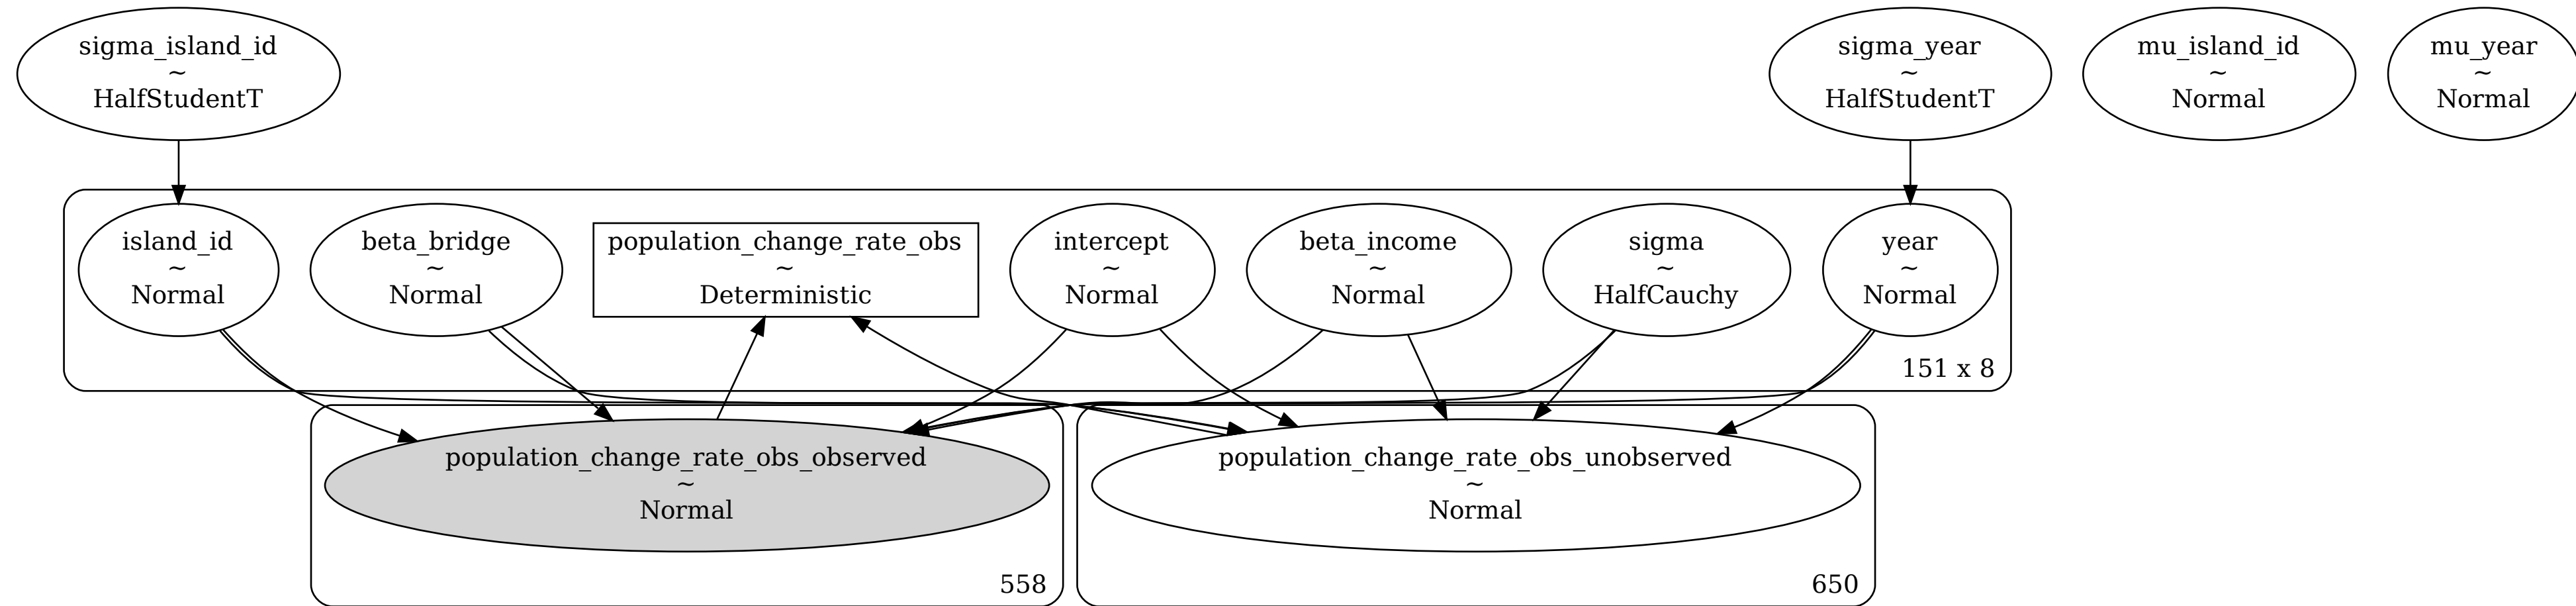 sigma_island_id
~
HalfStudentT
sigma_year
~
HalfStudentT
mu_island_id
~
Normal
mu_year
~
Normal
island_id
~
Normal
beta_bridge
~
Normal
population_change_rate_obs
~
Deterministic
intercept
~
Normal
beta_income
~
Normal
sigma
~
HalfCauchy
year
~
Normal
151 x 8
population_change_rate_obs_observed
~
Normal
558
population_change_rate_obs_unobserved
~
Normal
650